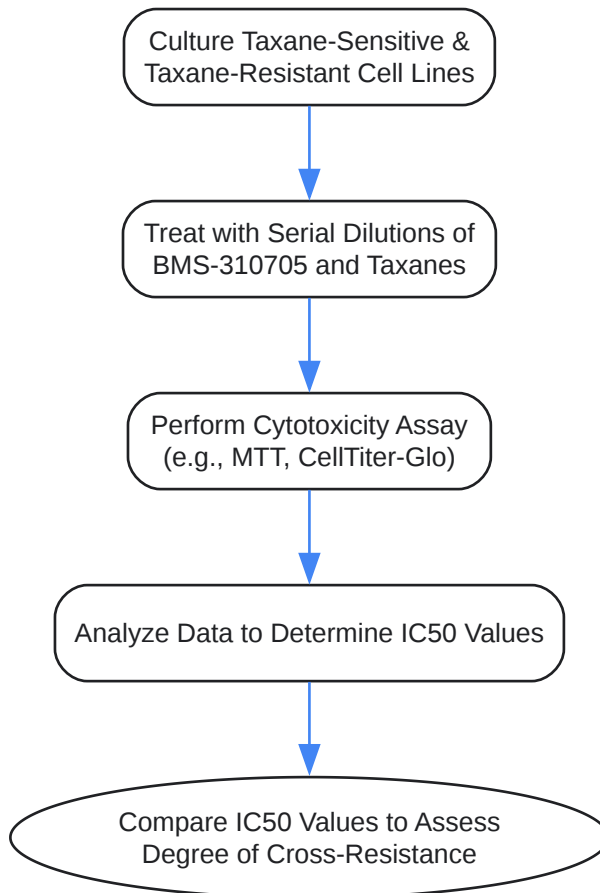 Culture Taxane-Sensitive &
Taxane-Resistant Cell Lines
Treat with Serial Dilutions of
BMS-310705 and Taxanes
Perform Cytotoxicity Assay
(e.g., MTT, CellTiter-Glo)
Analyze Data to Determine IC50 Values
Compare IC50 Values to Assess
Degree of Cross-Resistance